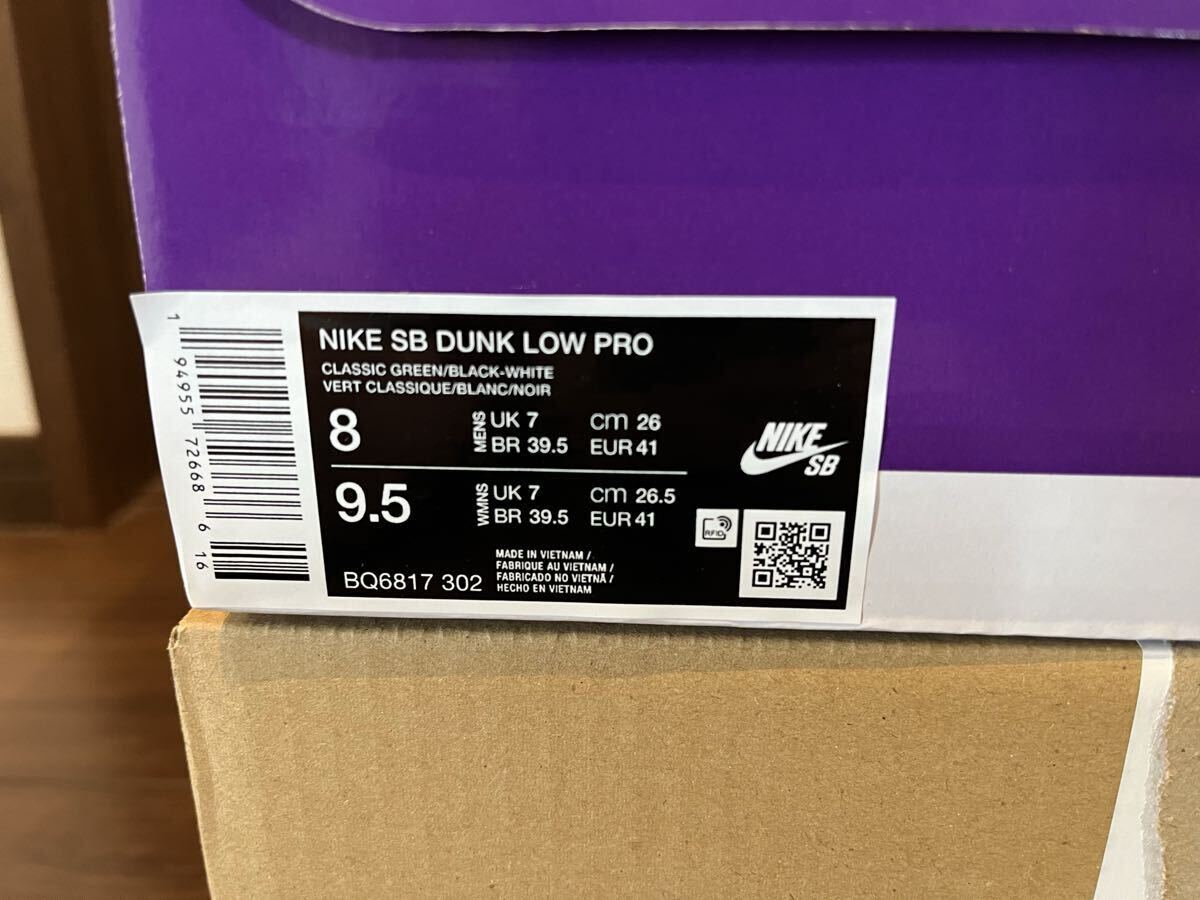 1 94955 72668 6 16
NIKE SB DUNK LOW PRO
CLASSIC GREEN/BLACK-WHITE
VERT CLASSIQUE/BLANC/NOIR
8 MENS UK 7 cm 26
BR 39.5 EUR 41
9.5 WMNS UK 7 cm 26.5
BR 39.5 EUR 41
MADE IN VIETNAM /
FABRIQUE AU VIETNAM /
FABRICADO NO VIETNÃ /
HECHO EN VIETNAM
BQ6817 302
NIKE
SB
RFID